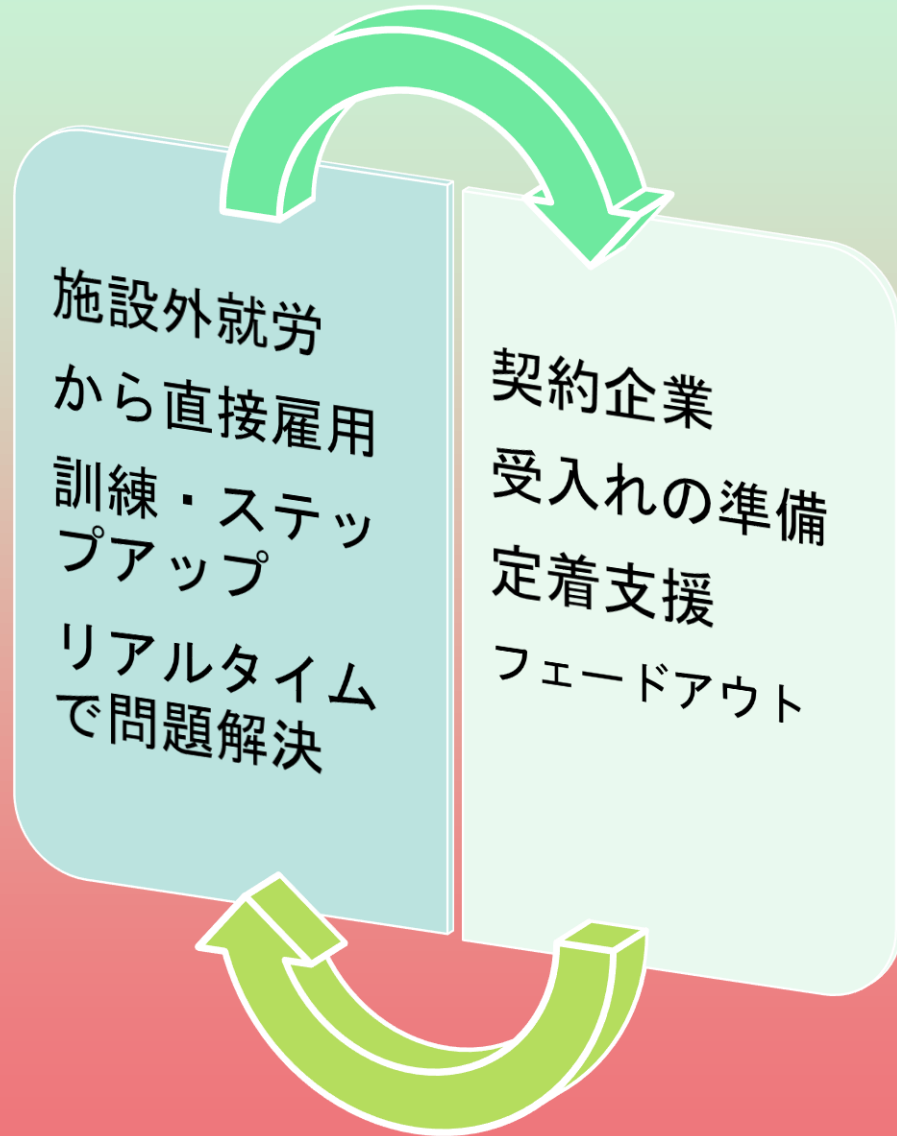 施設外就労
から直接雇用
訓練・ステッ
プアップ
リアルタイム
で問題解決
契約企業
受入れの準備
定着支援
フェードアウト